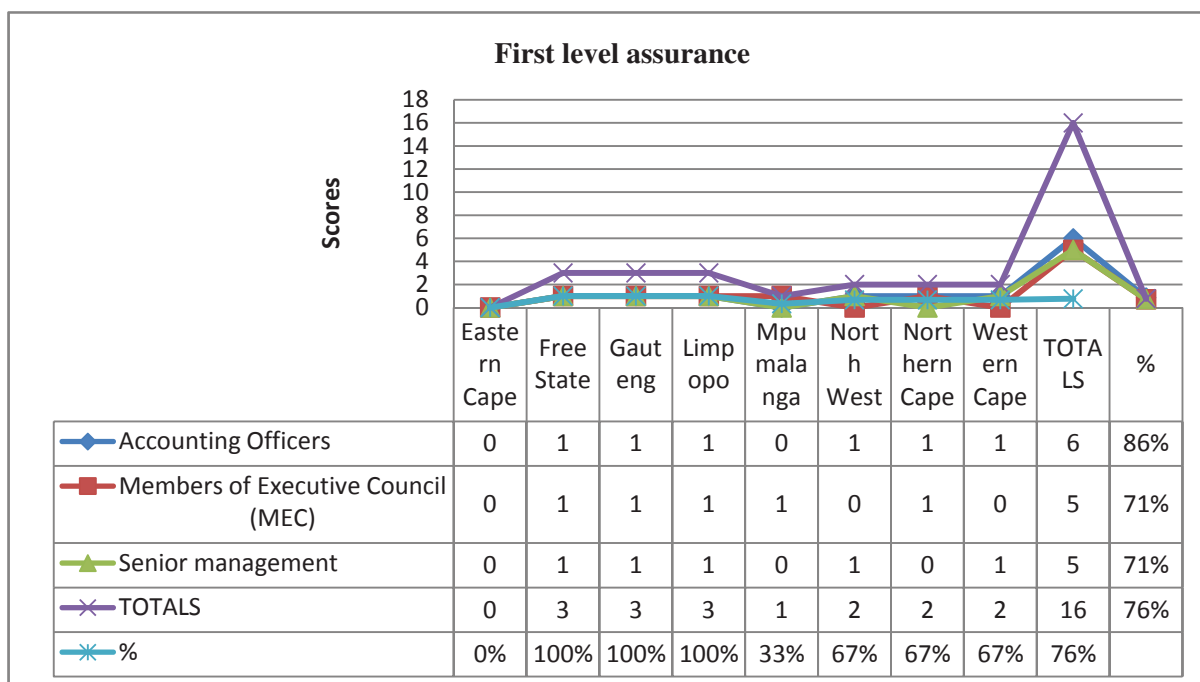 First level assurance
18
16
14
12
10
8
6
4
2
0
Scores
Easte
rn
Cape
Free
State
Gaut
eng
Limp
opo
Mpu
mala
nga
Nort
h
West
Nort
hern
Cape
West
ern
Cape
TOTA
LS
%
Accounting Officers 0 1 1 1 0 1 1 1 6 86%
Members of Executive Council
(MEC) 0 1 1 1 1 0 1 0 5 71%
Senior management 0 1 1 1 0 1 0 1 5 71%
TOTALS 0 3 3 3 1 2 2 2 16 76%
% 0% 100% 100% 100% 33% 67% 67% 67% 76%